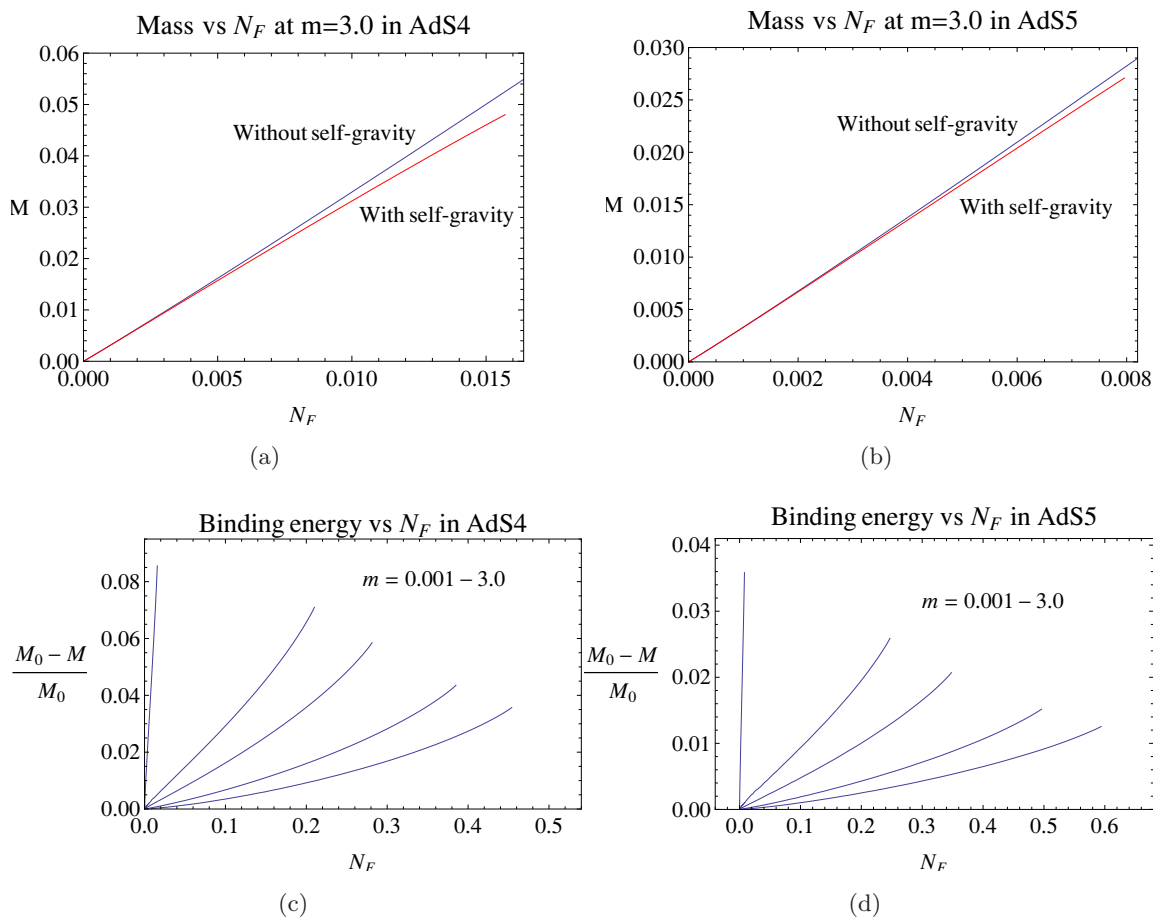 Mass vs N_F at m=3.0 in AdS4
0.06
0.05
0.04
M 0.03
0.02
0.01
0.00
Without self-gravity
With self-gravity
0.000 0.005 0.010 0.015
N_F
(a)
Mass vs N_F at m=3.0 in AdS5
0.030
0.025
0.020
M 0.015
0.010
0.005
0.000
Without self-gravity
With self-gravity
0.000 0.002 0.004 0.006 0.008
N_F
(b)
Binding energy vs N_F in AdS4
0.08
0.06
M_0 − M
M_0
0.04
0.02
0.00
m = 0.001 − 3.0
0.0 0.1 0.2 0.3 0.4 0.5
N_F
(c)
Binding energy vs N_F in AdS5
0.04
0.03
M_0 − M
M_0
0.02
0.01
0.00
m = 0.001 − 3.0
0.0 0.1 0.2 0.3 0.4 0.5 0.6
N_F
(d)